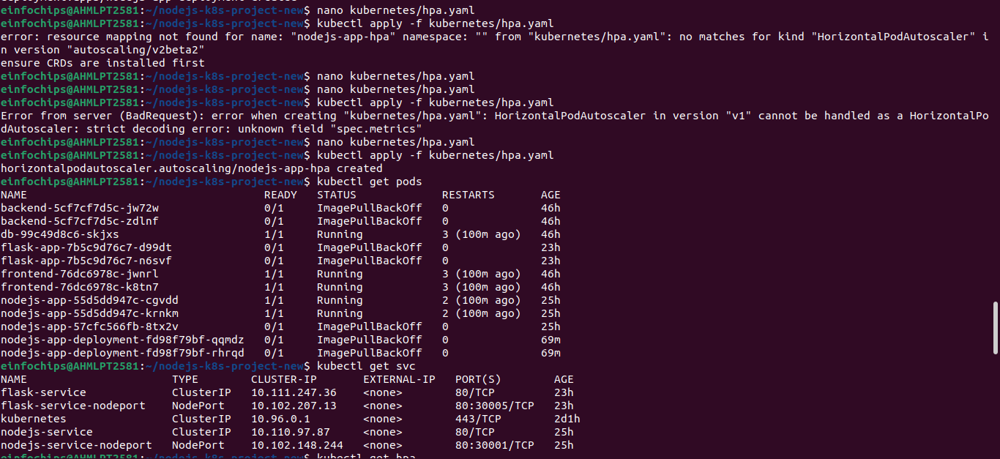 deployment.apps/nodejs-app-deployment created
einfochips@AHMLPT2581:~/nodejs-k8s-project-new$ nano kubernetes/hpa.yaml
einfochips@AHMLPT2581:~/nodejs-k8s-project-new$ kubectl apply -f kubernetes/hpa.yaml
error: resource mapping not found for name: "nodejs-app-hpa" namespace: "" from "kubernetes/hpa.yaml": no matches for kind "HorizontalPodAutoscaler" i
n version "autoscaling/v2beta2"
ensure CRDs are installed first
einfochips@AHMLPT2581:~/nodejs-k8s-project-new$ nano kubernetes/hpa.yaml
einfochips@AHMLPT2581:~/nodejs-k8s-project-new$ nano kubernetes/hpa.yaml
einfochips@AHMLPT2581:~/nodejs-k8s-project-new$ kubectl apply -f kubernetes/hpa.yaml
Error from server (BadRequest): error when creating "kubernetes/hpa.yaml": HorizontalPodAutoscaler in version "v1" cannot be handled as a HorizontalPo
dAutoscaler: strict decoding error: unknown field "spec.metrics"
einfochips@AHMLPT2581:~/nodejs-k8s-project-new$ nano kubernetes/hpa.yaml
einfochips@AHMLPT2581:~/nodejs-k8s-project-new$ kubectl apply -f kubernetes/hpa.yaml
horizontalpodautoscaler.autoscaling/nodejs-app-hpa created
einfochips@AHMLPT2581:~/nodejs-k8s-project-new$ kubectl get pods
NAME READY STATUS RESTARTS AGE
backend-5cf7cf7d5c-jw72w 0/1 ImagePullBackOff 0 46h
backend-5cf7cf7d5c-zdlnf 0/1 ImagePullBackOff 0 46h
db-99c49d8c6-skjxs 1/1 Running 3 (100m ago) 46h
flask-app-7b5c9d76c7-d99dt 0/1 ImagePullBackOff 0 23h
flask-app-7b5c9d76c7-n6svf 0/1 ImagePullBackOff 0 23h
frontend-76dc6978c-jwnrl 1/1 Running 3 (100m ago) 46h
frontend-76dc6978c-k8tn7 1/1 Running 3 (100m ago) 46h
nodejs-app-55d5dd947c-cgvdd 1/1 Running 2 (100m ago) 25h
nodejs-app-55d5dd947c-krnkm 1/1 Running 2 (100m ago) 25h
nodejs-app-57cfc566fb-8tx2v 0/1 ImagePullBackOff 0 25h
nodejs-app-deployment-fd98f79bf-qqmdz 0/1 ImagePullBackOff 0 69m
nodejs-app-deployment-fd98f79bf-rhrqd 0/1 ImagePullBackOff 0 69m
einfochips@AHMLPT2581:~/nodejs-k8s-project-new$ kubectl get svc
NAME TYPE CLUSTER-IP EXTERNAL-IP PORT(S) AGE
flask-service ClusterIP 10.111.247.36 <none> 80/TCP 23h
flask-service-nodeport NodePort 10.102.207.13 <none> 80:30005/TCP 23h
kubernetes ClusterIP 10.96.0.1 <none> 443/TCP 2d1h
nodejs-service ClusterIP 10.110.97.87 <none> 80/TCP 25h
nodejs-service-nodeport NodePort 10.102.148.244 <none> 80:30001/TCP 25h
einfochips@AHMLPT2581:~/nodejs-k8s-project-new$ kubectl get hpa